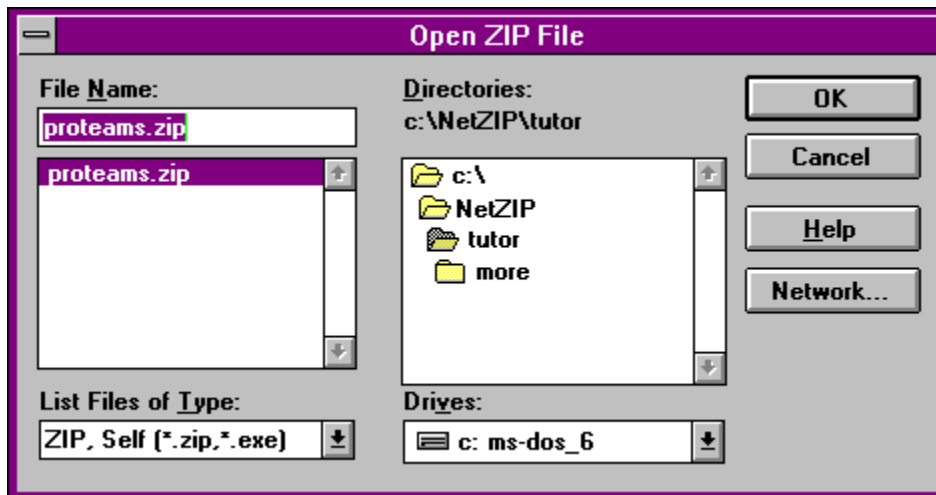 Open ZIP File
File Name:
proteams.zip
proteams.zip
List Files of Type:
ZIP, Self (*.zip,*.exe)
Directories:
c:\NetZIP\tutor
c:\
NetZIP
tutor
more
Drives:
c: ms-dos_6
OK
Cancel
Help
Network...